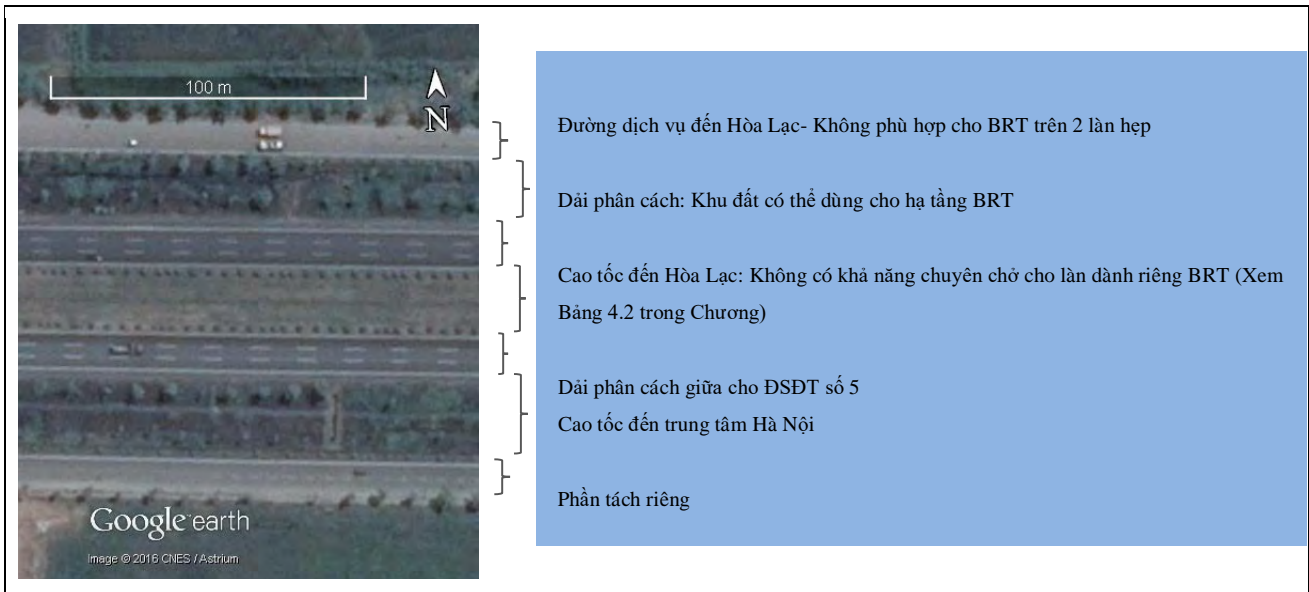 100 m
N
Google earth
Image © 2016 CNES / Astrium
Đường dịch vụ đến Hòa Lạc- Không phù hợp cho BRT trên 2 làn hẹp
Dải phân cách: Khu đất có thể dùng cho hạ tầng BRT
Cao tốc đến Hòa Lạc: Không có khả năng chuyên chở cho làn dành riêng BRT (Xem
Bảng 4.2 trong Chương)
Dải phân cách giữa cho ĐSĐT số 5
Cao tốc đến trung tâm Hà Nội
Phần tách riêng